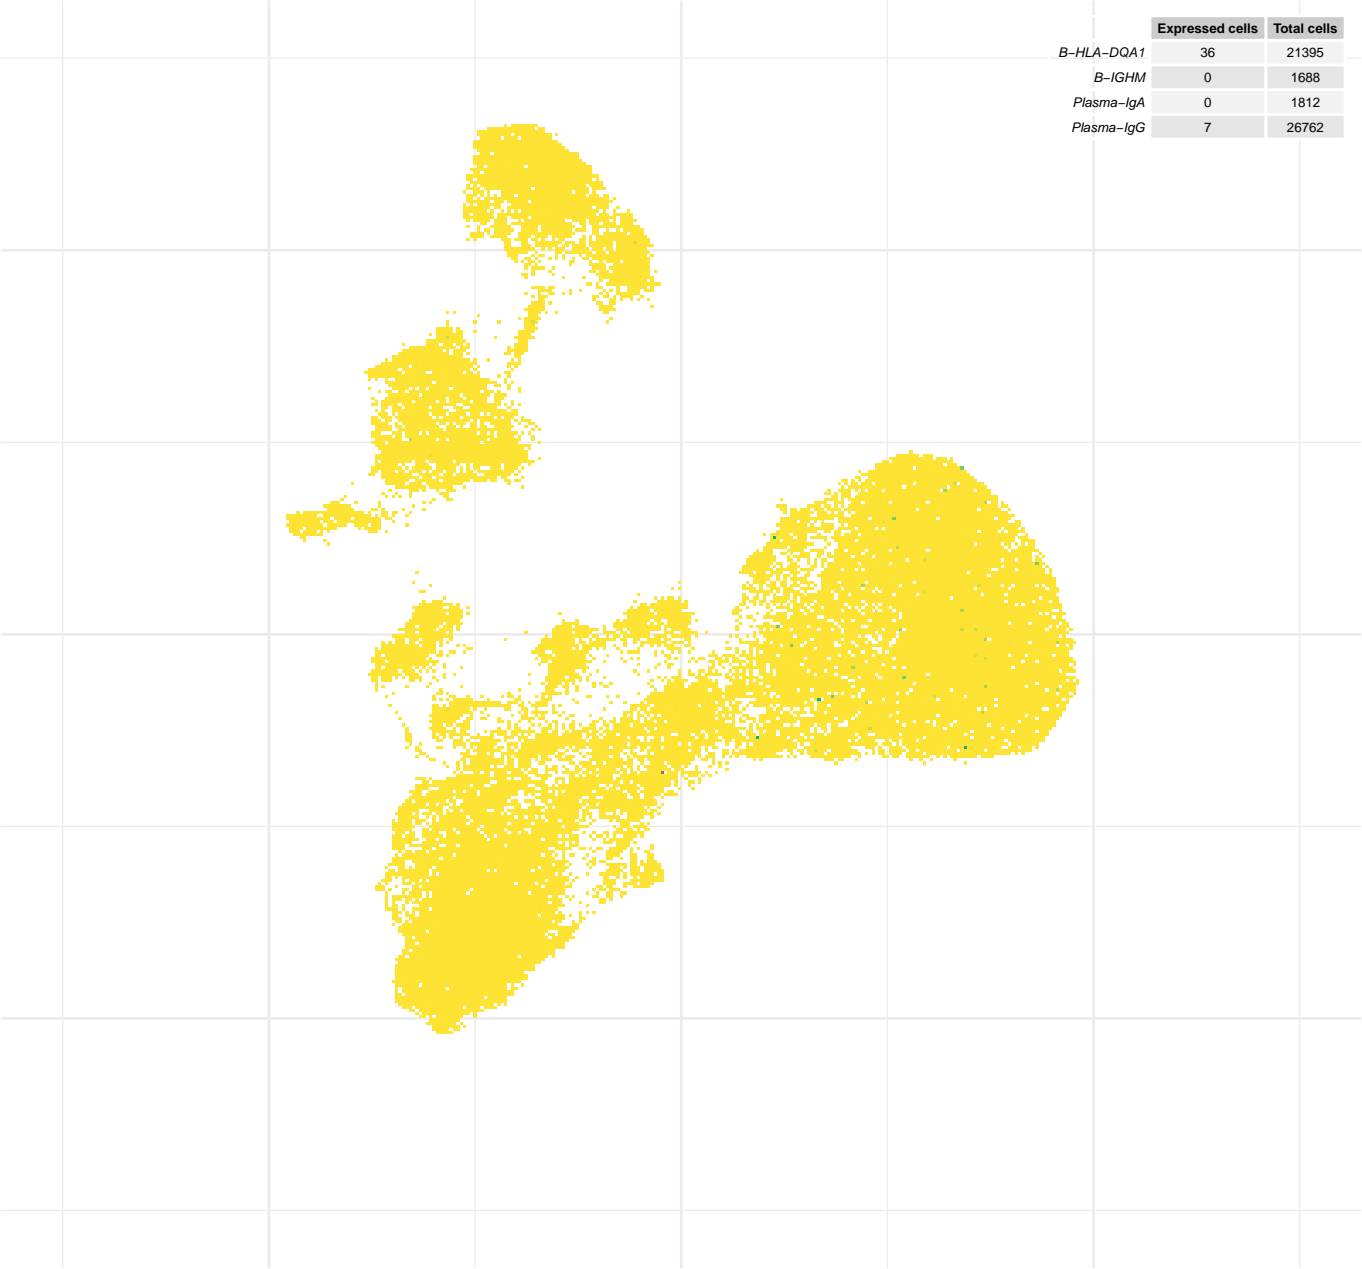 Expressed cells Total cells
B−HLA−DQA1 36 21395
B−IGHM 0 1688
Plasma−IgA 0 1812
Plasma−IgG 7 26762